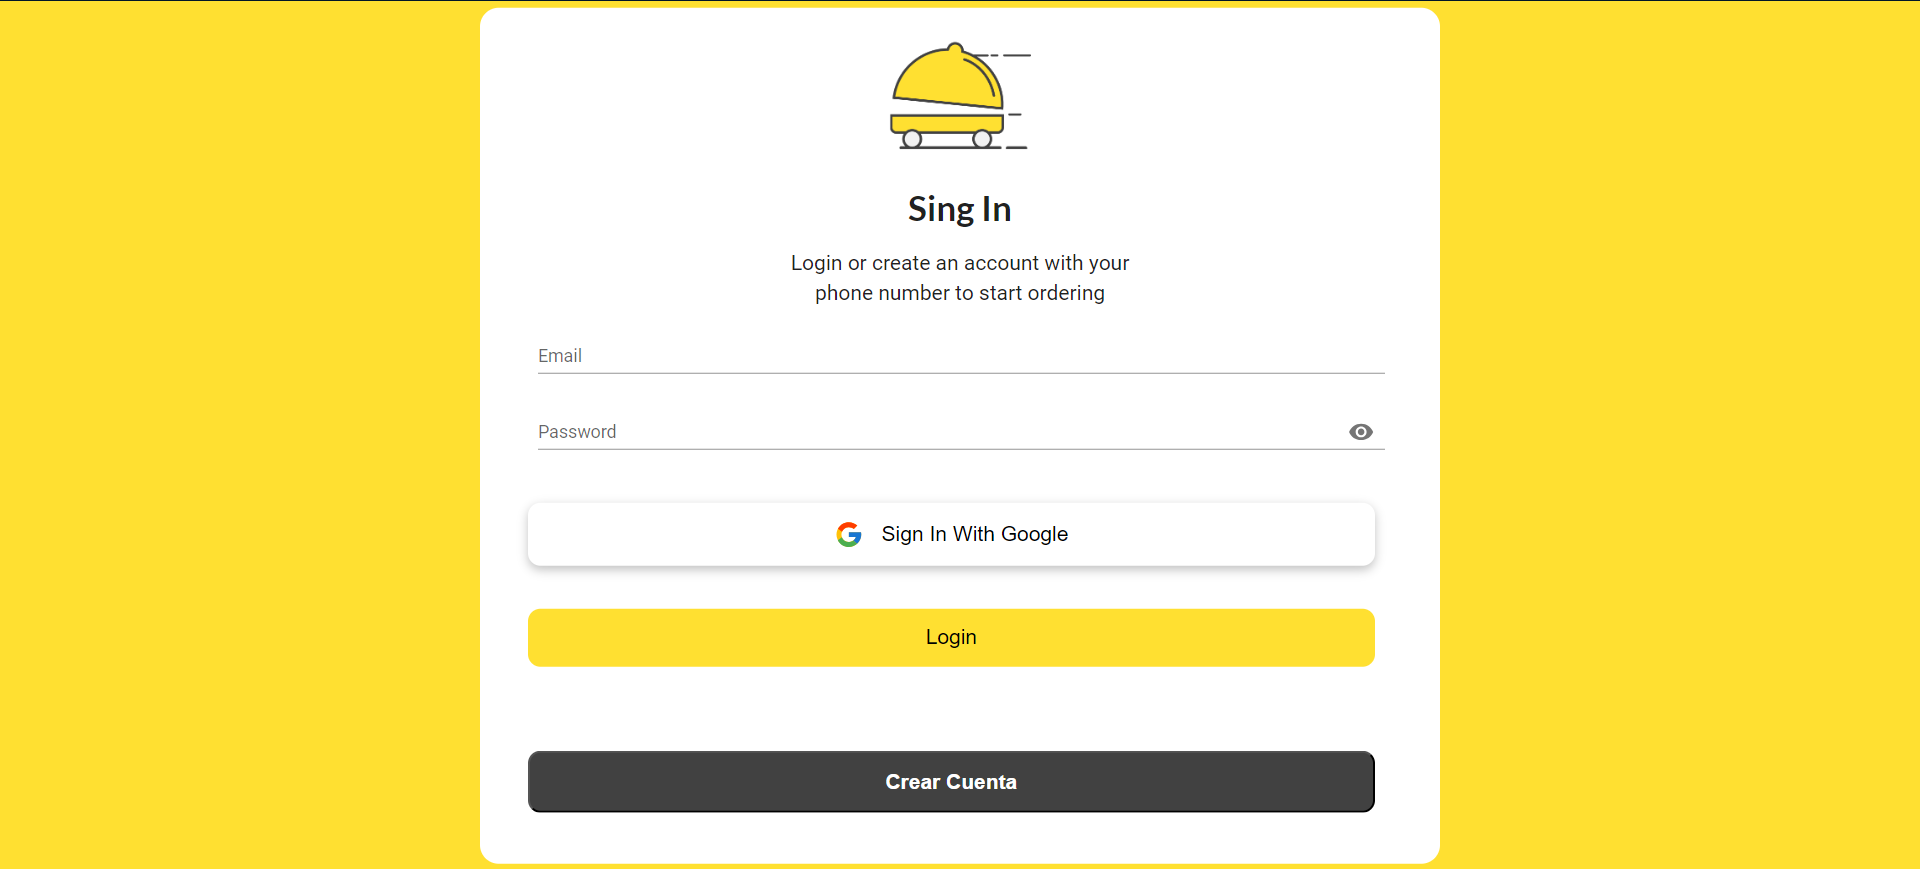 Sing In
Login or create an account with your
phone number to start ordering
Email
Password
Sign In With Google
Login
Crear Cuenta